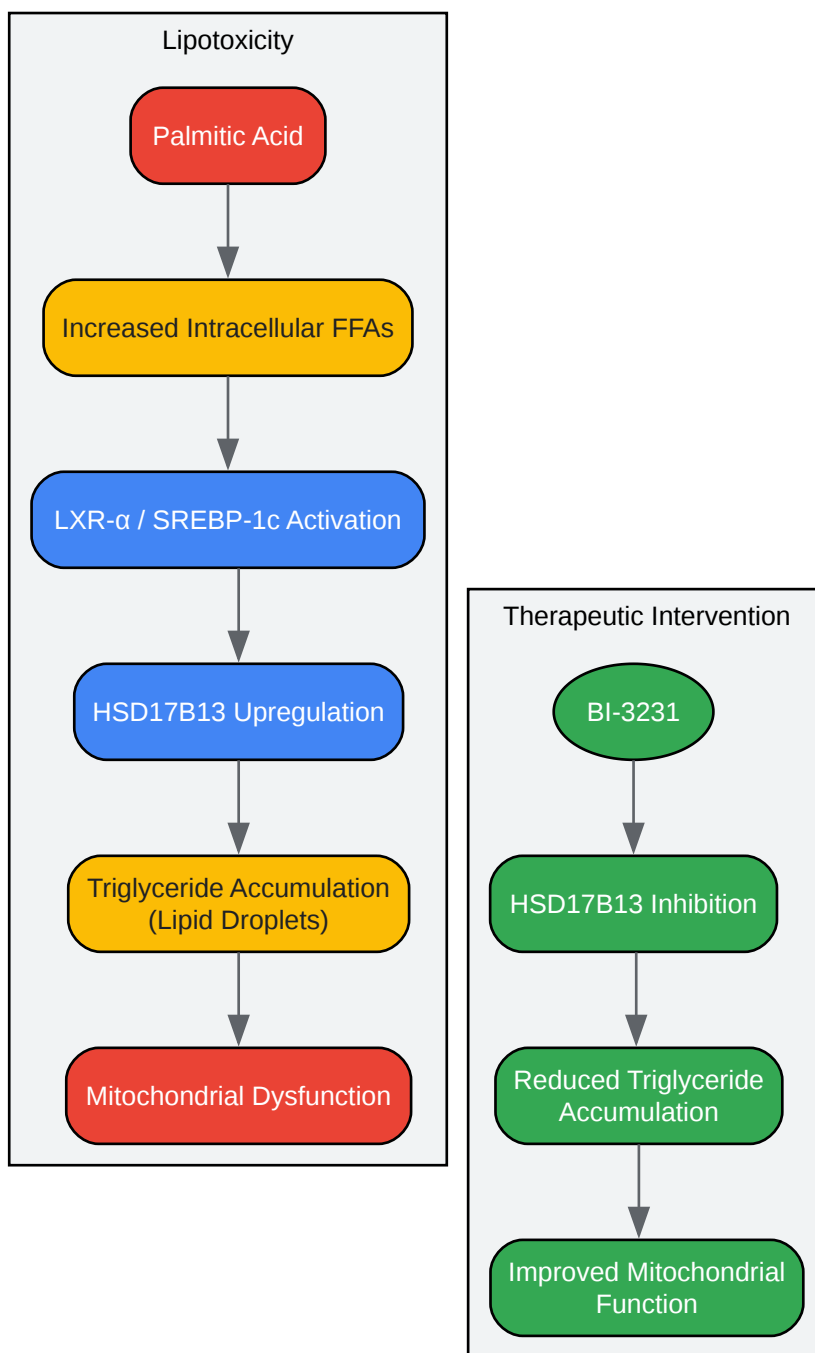 Lipotoxicity
Palmitic Acid
Increased Intracellular FFAs
LXR-α / SREBP-1c Activation
HSD17B13 Upregulation
Triglyceride Accumulation
(Lipid Droplets)
Mitochondrial Dysfunction
Therapeutic Intervention
BI-3231
HSD17B13 Inhibition
Reduced Triglyceride
Accumulation
Improved Mitochondrial
Function